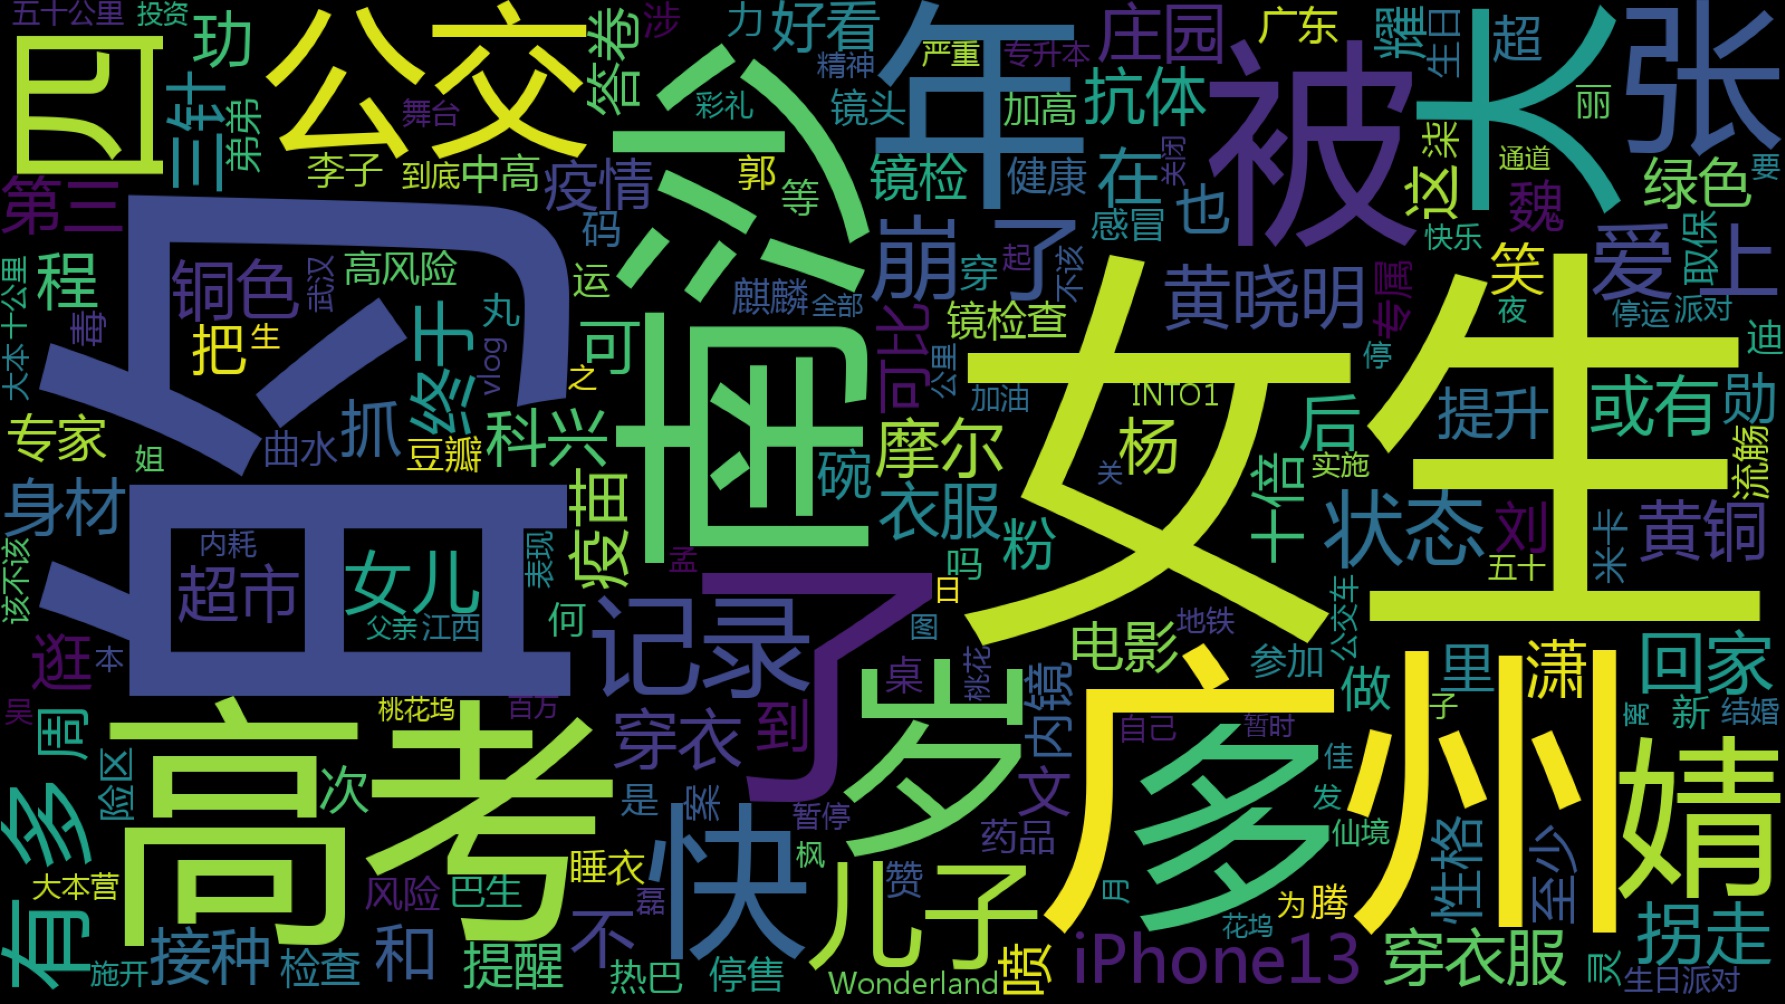 五十公里
投资
四
玏
公交
答卷
涉
力
好看
年
严重
专升本
庄园
广东
耀
生日
超
大
张
丽
三针
弟弟
舞台
沙
彩礼
精神
镜头
加高
抗体
被
李子
到底
中高
疫情
郭
等
镜检
健康
在
关闭
这
柒
通道
绿色
要
第三
码
崩了
感冒
也
魏
快乐
的
程
铜色
武汉
高风险
运
麒麟
全部
穿
起
不该
黄晓明
专属
笑
爱
取保
上
大本
十公里
毒
把
生
终于
丸
vlog
可
南
镜检查
可比
公里
女生
夜
停运
派对
迪
停
之
加油
INTO1
专家
姐
曲水
抓
豆瓣
科兴
摩尔
杨
后
提升
或有
勋
流觞
身材
疫苗
碗
衣服
粉
关
十倍
实施
状态
刘
黄铜
内耗
超市
女儿
表现
孟
吗
五十
米卡
该不该
父亲
江西
何
记录
了
日
图
电影
地铁
公交车
逛
本
参加
里
潇
回家
吴
周
桃花坞
百万
穿衣
到
岁
桌
桃花
内镜
广州
做
子
离
新
结婚
高考
自己
暂时
险区
次
是
案
暂停
文
多
佳
婧
有多
药品
发
仙境
性格
至少
大本营
风险
巴生
睡衣
磊
快
枫
赞
儿子
月
花坞
为
腾
拐走
施开
接种
检查
和
提醒
不
热巴
停售
Wonderland
喷
iPhone13
穿衣服
灵
生日派对